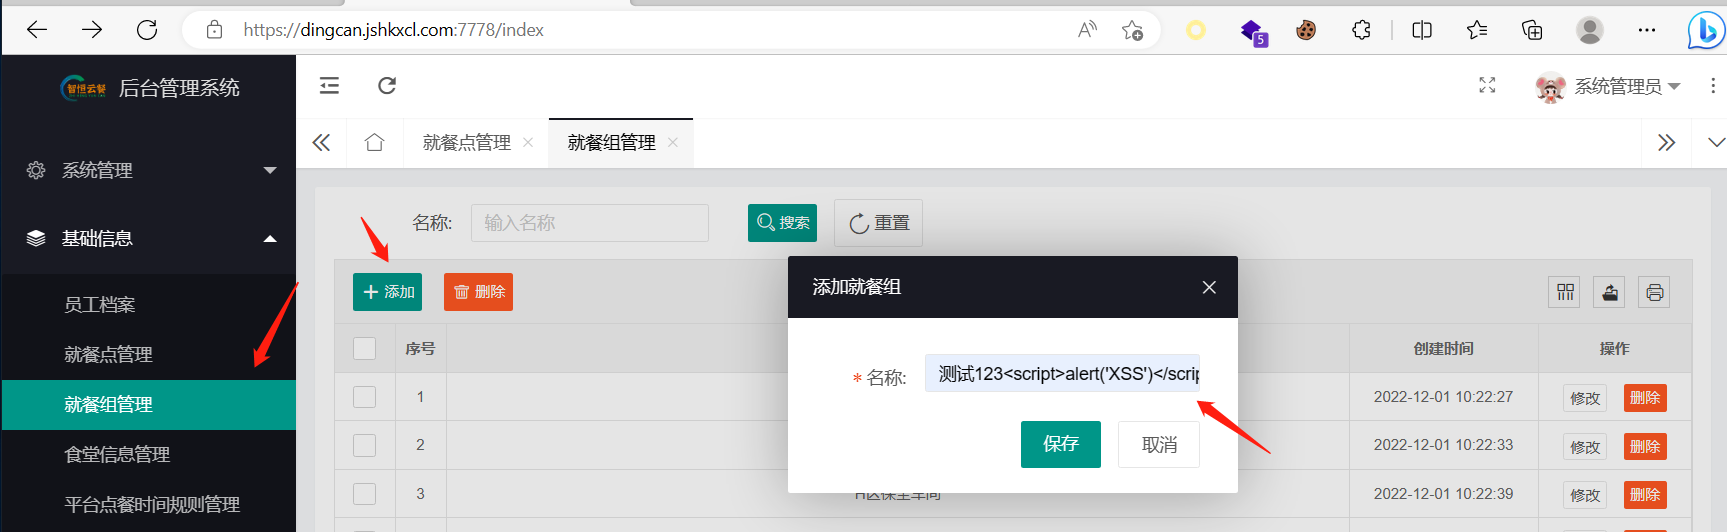 https://dingcan.jshkxcl.com:7778/index
5
智恒云餐 后台管理系统
系统管理员
就餐点管理
就餐组管理
系统管理
基础信息
员工档案
就餐点管理
就餐组管理
食堂信息管理
平台点餐时间规则管理
名称: 输入名称 搜索 重置
添加 删除
添加就餐组
* 名称: 测试123<script>alert('XSS')</scrip
保存 取消
序号 创建时间 操作
1 2022-12-01 10:22:27 修改 删除
2 2022-12-01 10:22:33 修改 删除
3 2022-12-01 10:22:39 修改 删除